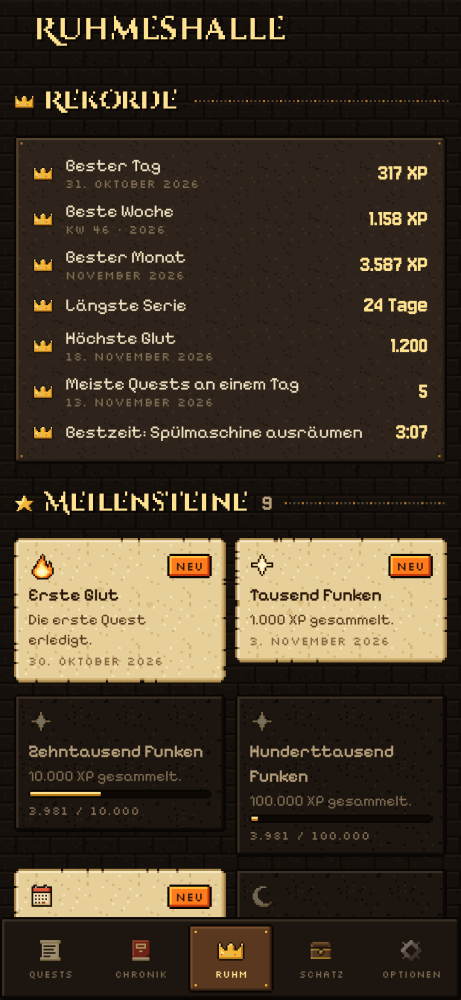 RUHMESHALLE
REKORDE
Bester Tag
317 XP
31. OKTOBER 2026
Beste Woche
1.158 XP
KW 46 · 2026
Bester Monat
3.587 XP
NOVEMBER 2026
Längste Serie
24 Tage
Höchste Glut
1.200
18. NOVEMBER 2026
Meiste Quests an einem Tag
5
13. NOVEMBER 2026
Bestzeit: Spülmaschine ausräumen
3:07
MEILENSTEINE 9
NEU
Erste Glut
Die erste Quest
erledigt.
30. OKTOBER 2026
NEU
Tausend Funken
1.000 XP gesammelt.
3. NOVEMBER 2026
Zehntausend Funken
10.000 XP gesammelt.
3.981 / 10.000
Hunderttausend
Funken
100.000 XP gesammelt.
3.981 / 100.000
NEU
QUESTS
CHRONIK
RUHM
SCHATZ
OPTIONEN